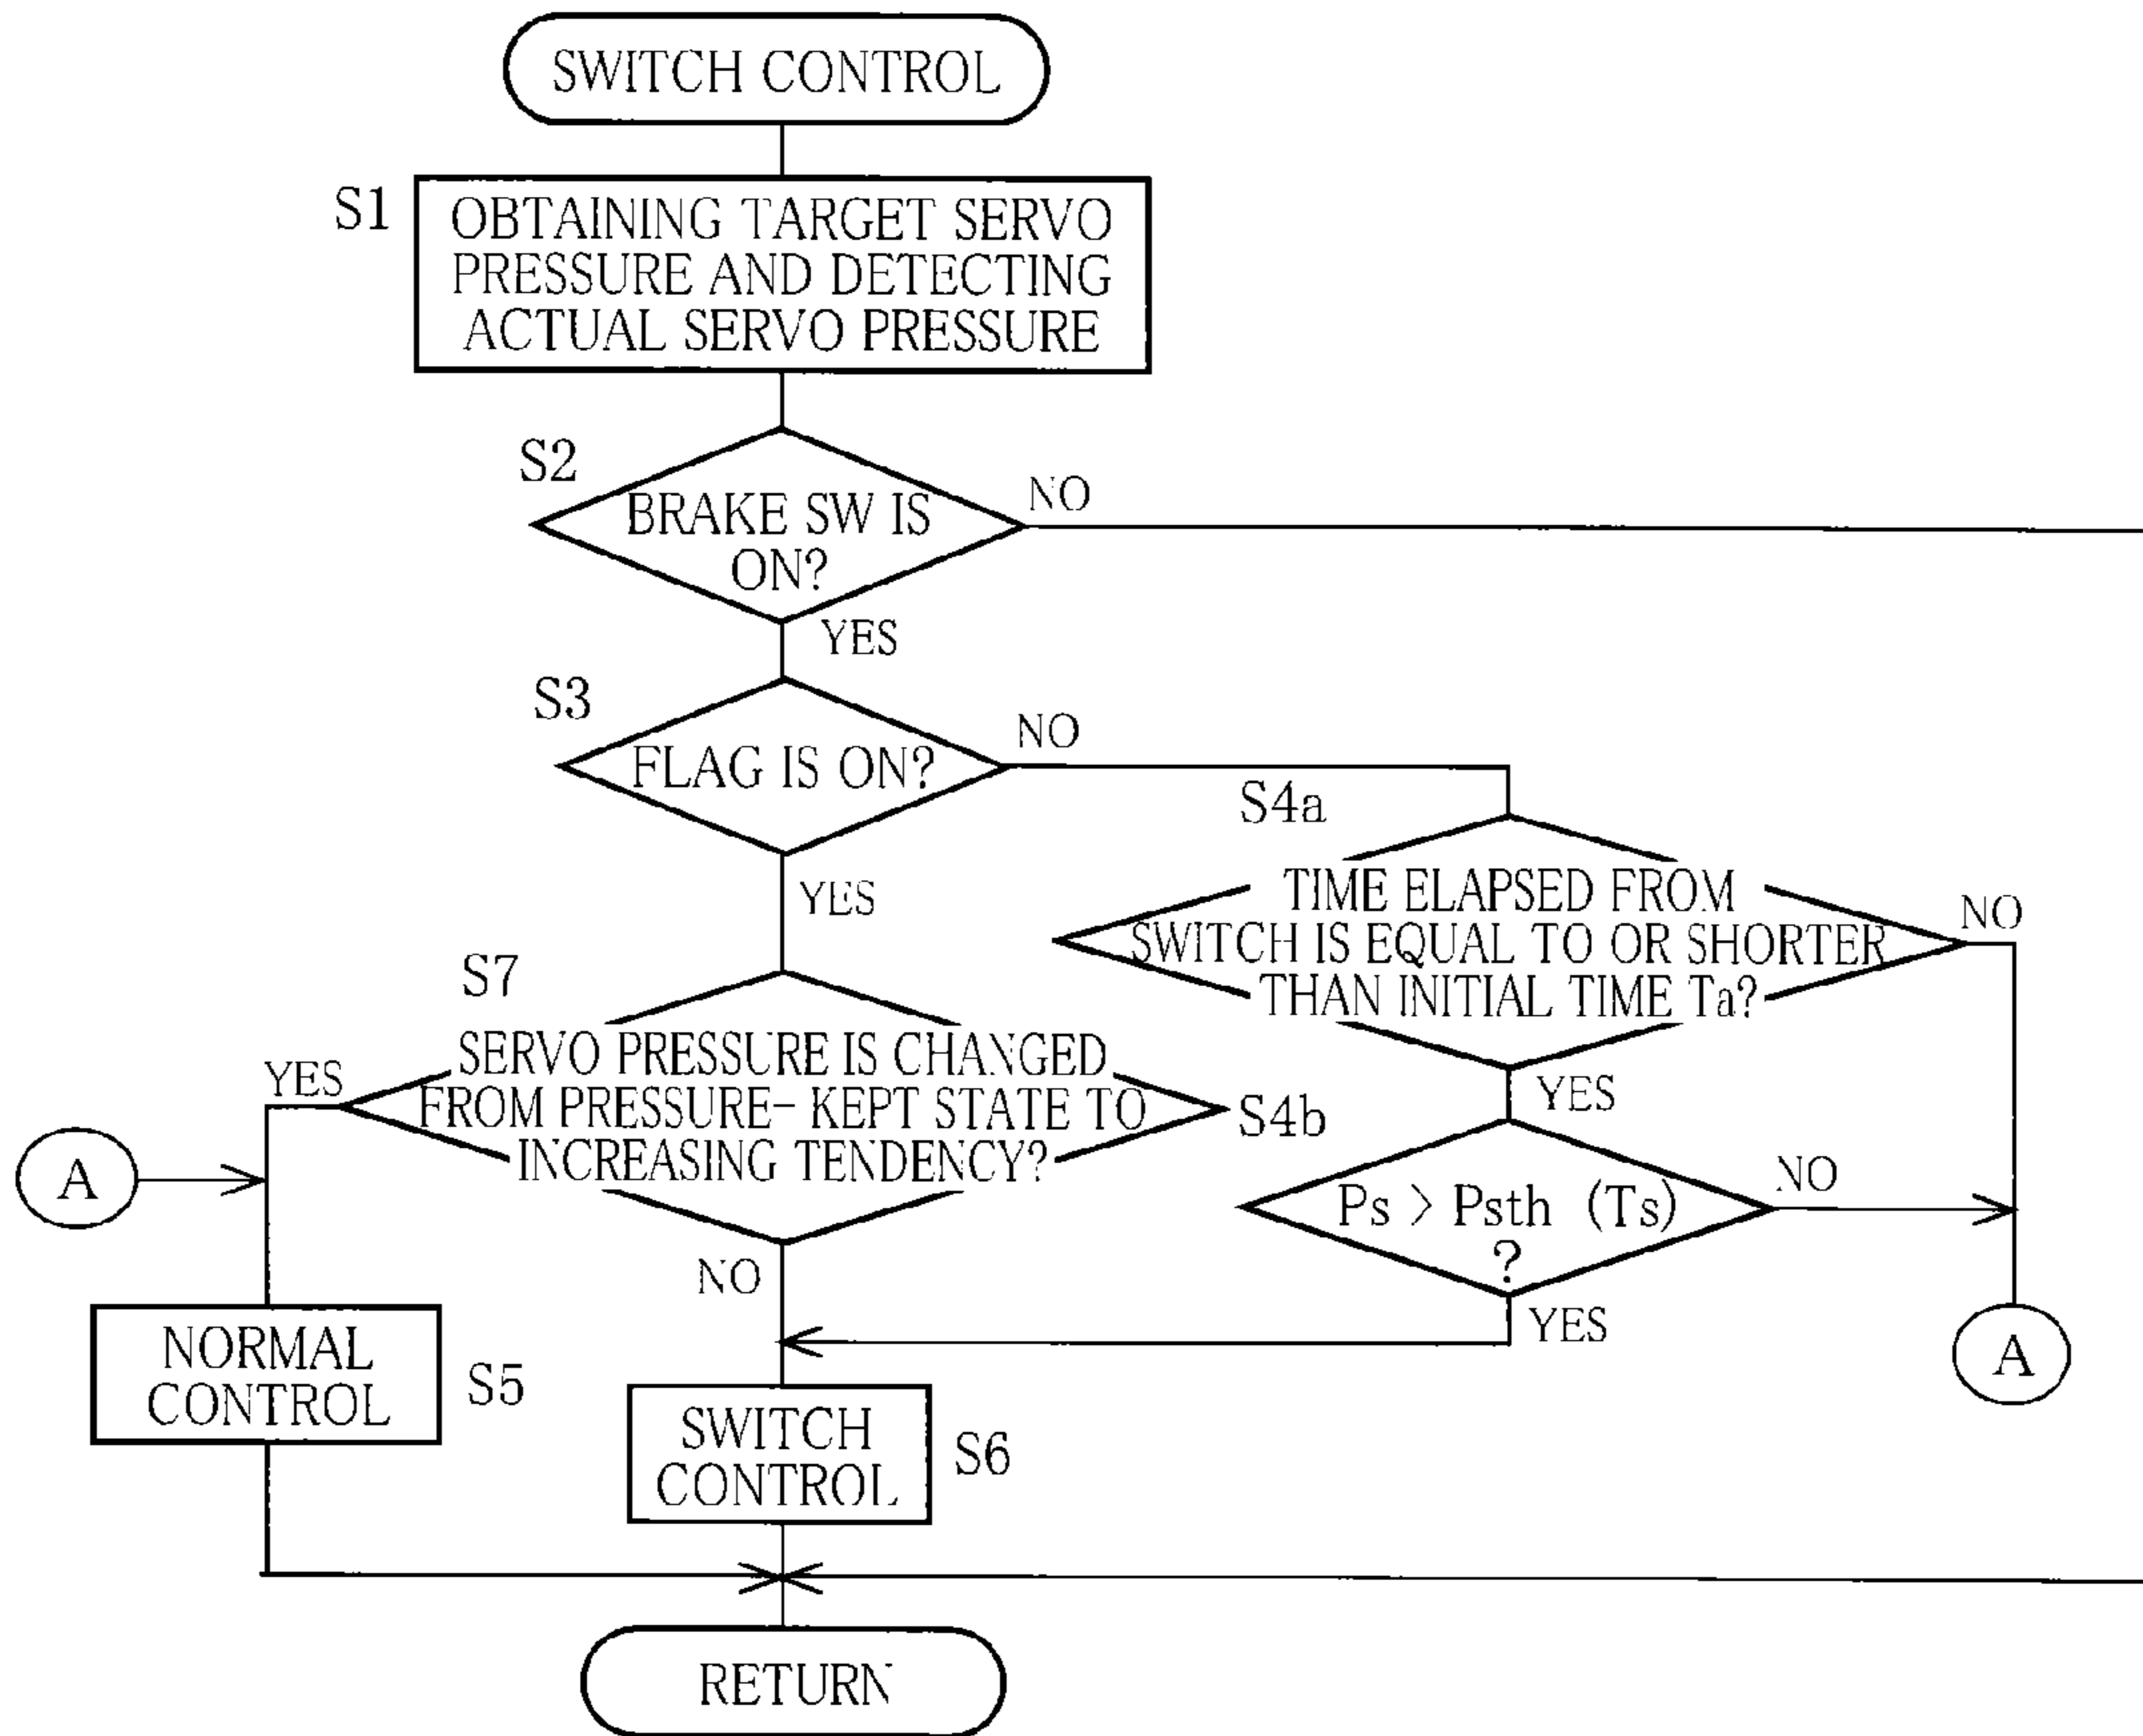 SWITCH CONTROL
S1
OBTAINING TARGET SERVO
PRESSURE AND DETECTING
ACTUAL SERVO PRESSURE
S2
BRAKE SW IS
ON?
NO
YES
S3
FLAG IS ON?
NO
YES
S4a
TIME ELAPSED FROM
SWITCH IS EQUAL TO OR SHORTER
THAN INITIAL TIME Ta?
NO
YES
S7
SERVO PRESSURE IS CHANGED
FROM PRESSURE- KEPT STATE TO
INCREASING TENDENCY?
YES
NO
S4b
Ps > Psth (Ts)
?
NO
YES
A
A
NORMAL
CONTROL
S5
SWITCH
CONTROL
S6
RETURN